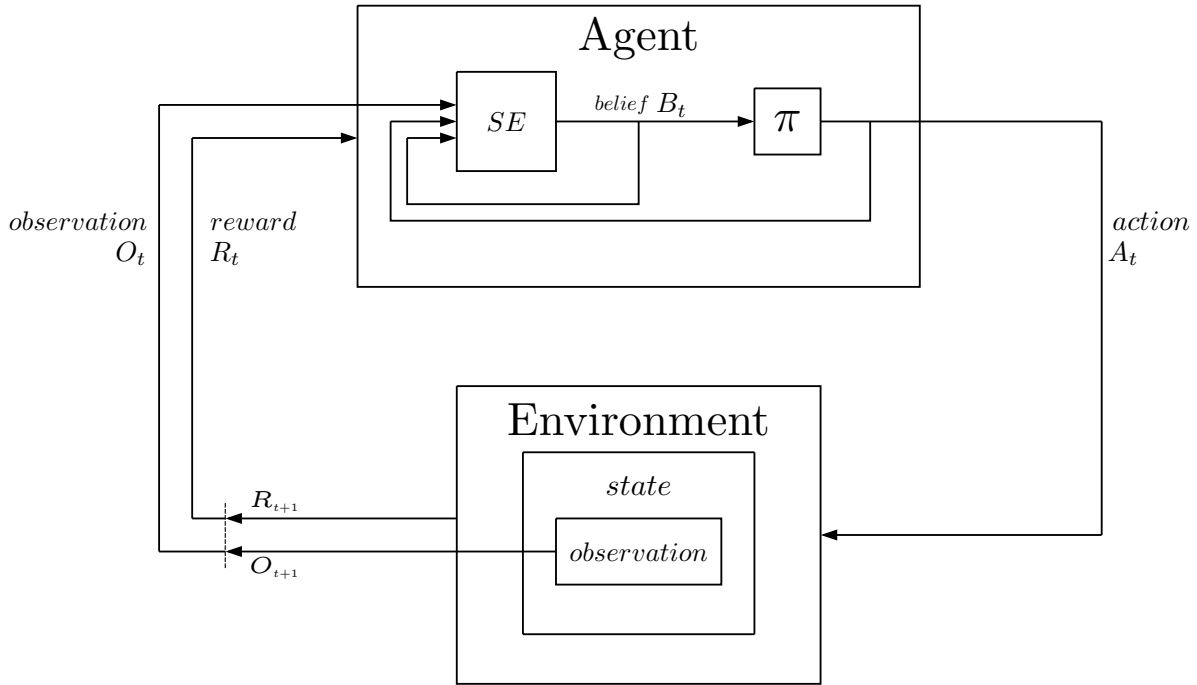 Agent
SE
belief B_t
π
observation
O_t
reward
R_t
action
A_t
Environment
state
R_{t+1}
observation
O_{t+1}